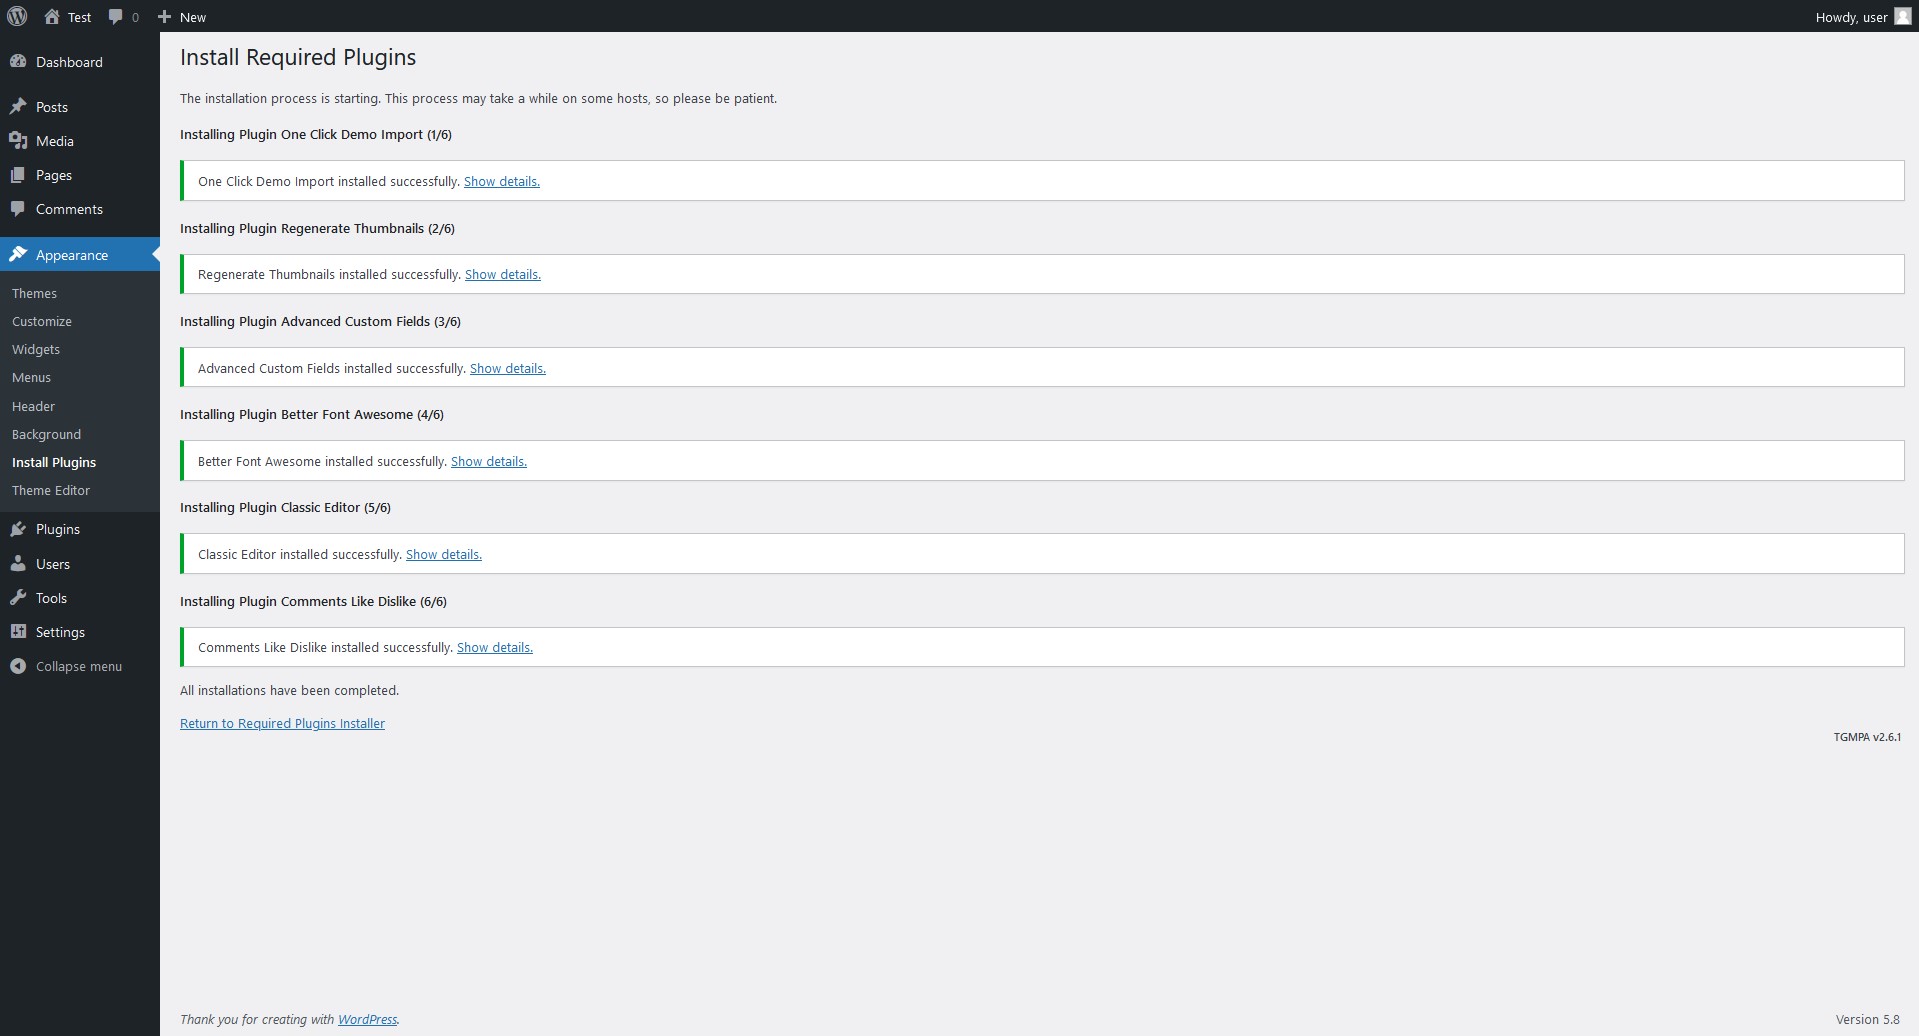 Test
0
New
Howdy, user
Dashboard
Posts
Media
Pages
Comments
Appearance
Themes
Customize
Widgets
Menus
Header
Background
Install Plugins
Theme Editor
Plugins
Users
Tools
Settings
Collapse menu
Install Required Plugins
The installation process is starting. This process may take a while on some hosts, so please be patient.
Installing Plugin One Click Demo Import (1/6)
One Click Demo Import installed successfully. Show details.
Installing Plugin Regenerate Thumbnails (2/6)
Regenerate Thumbnails installed successfully. Show details.
Installing Plugin Advanced Custom Fields (3/6)
Advanced Custom Fields installed successfully. Show details.
Installing Plugin Better Font Awesome (4/6)
Better Font Awesome installed successfully. Show details.
Installing Plugin Classic Editor (5/6)
Classic Editor installed successfully. Show details.
Installing Plugin Comments Like Dislike (6/6)
Comments Like Dislike installed successfully. Show details.
All installations have been completed.
Return to Required Plugins Installer
TGMPA v2.6.1
Thank you for creating with WordPress.
Version 5.8